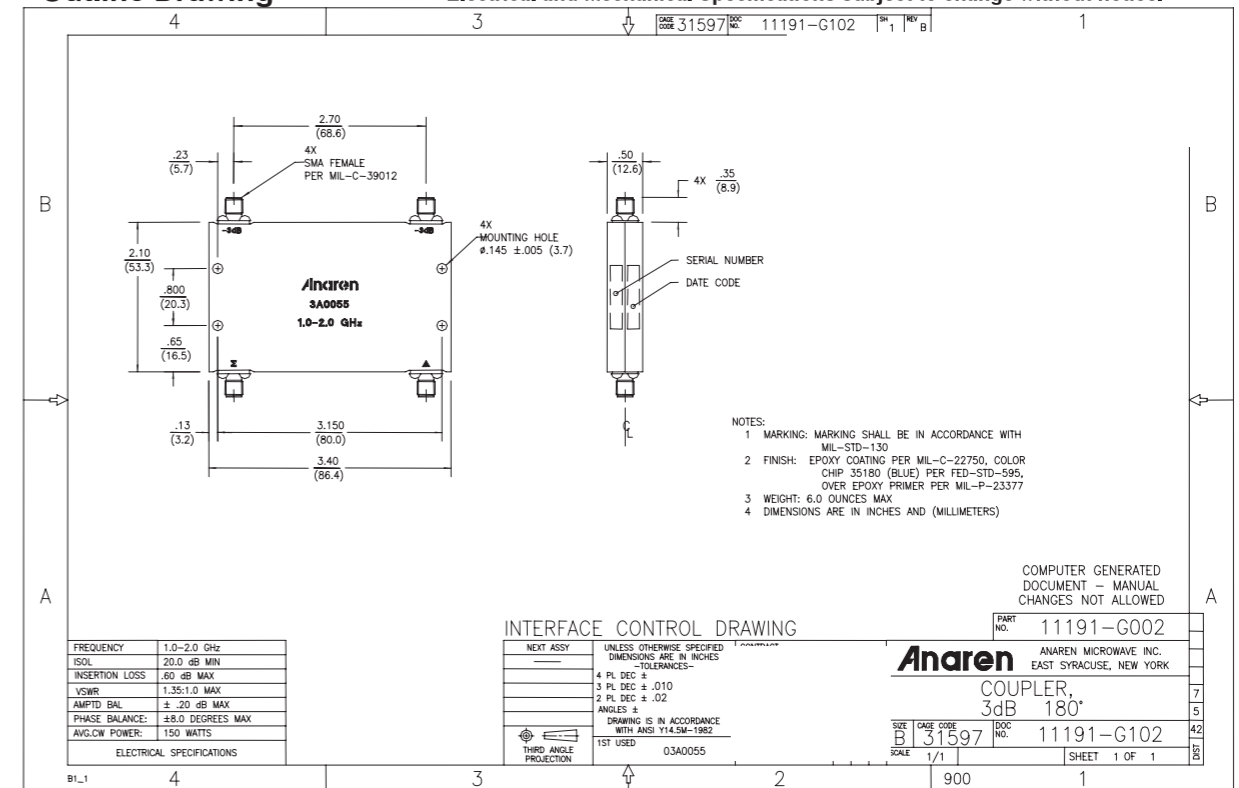 4 3 CAGE CODE 31597 DOC NO. 11191-G102 SH 1 REV B 1
2.70
(68.6)
.23
(5.7)
4X
SMA FEMALE
PER MIL-C-39012
.50
(12.6)
4X .35
(8.9)
B B
-3dB -3dB
4X
MOUNTING HOLE
ø.145 ±.005 (3.7)
2.10
(53.3)
SERIAL NUMBER
DATE CODE
.800
(20.3)
Anaren
3A0055
1.0-2.0 GHz
.65
(16.5)
Σ ▲
.13
(3.2)
3.150
(80.0)
3.40
(86.4)
℄
NOTES:
1 MARKING: MARKING SHALL BE IN ACCORDANCE WITH
MIL-STD-130
2 FINISH: EPOXY COATING PER MIL-C-22750, COLOR
CHIP 35180 (BLUE) PER FED-STD-595,
OVER EPOXY PRIMER PER MIL-P-23377
3 WEIGHT: 6.0 OUNCES MAX
4 DIMENSIONS ARE IN INCHES AND (MILLIMETERS)
COMPUTER GENERATED
DOCUMENT - MANUAL
CHANGES NOT ALLOWED
A A
INTERFACE CONTROL DRAWING
PART NO. 11191-G002
FREQUENCY 1.0-2.0 GHz
ISOL 20.0 dB MIN
INSERTION LOSS .60 dB MAX
VSWR 1.35:1.0 MAX
AMPTD BAL ± .20 dB MAX
PHASE BALANCE: ±8.0 DEGREES MAX
AVG.CW POWER: 150 WATTS
ELECTRICAL SPECIFICATIONS
NEXT ASSY
THIRD ANGLE
PROJECTION
UNLESS OTHERWISE SPECIFIED
DIMENSIONS ARE IN INCHES
-TOLERANCES-
4 PL DEC ±
3 PL DEC ± .010
2 PL DEC ± .02
ANGLES ±
DRAWING IS IN ACCORDANCE
WITH ANSI Y14.5M-1982
1ST USED
03A0055
Anaren
ANAREN MICROWAVE INC.
EAST SYRACUSE, NEW YORK
COUPLER,
3dB 180°
SIZE B CAGE CODE 31597 DOC NO. 11191-G102
SCALE 1/1 SHEET 1 OF 1
7
5
42
DIST
B1_1 4 3 2 900 1